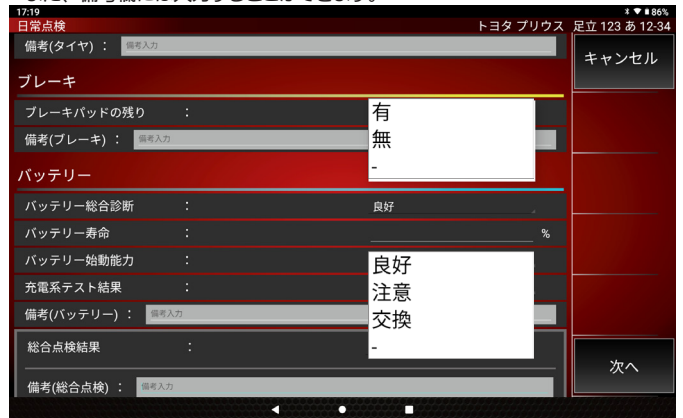 17:19 86%
日常点検 トヨタ プリウス 足立 123 あ 12-34
備考(タイヤ) : 備考入力
キャンセル
ブレーキ
ブレーキパッドの残り :
有
無
-
備考(ブレーキ) : 備考入力
バッテリー
バッテリー総合診断 : 良好
バッテリー寿命 : %
バッテリー始動能力 :
充電系テスト結果 :
良好
注意
交換
-
備考(バッテリー) : 備考入力
総合点検結果 :
備考(総合点検) : 備考入力
次へ